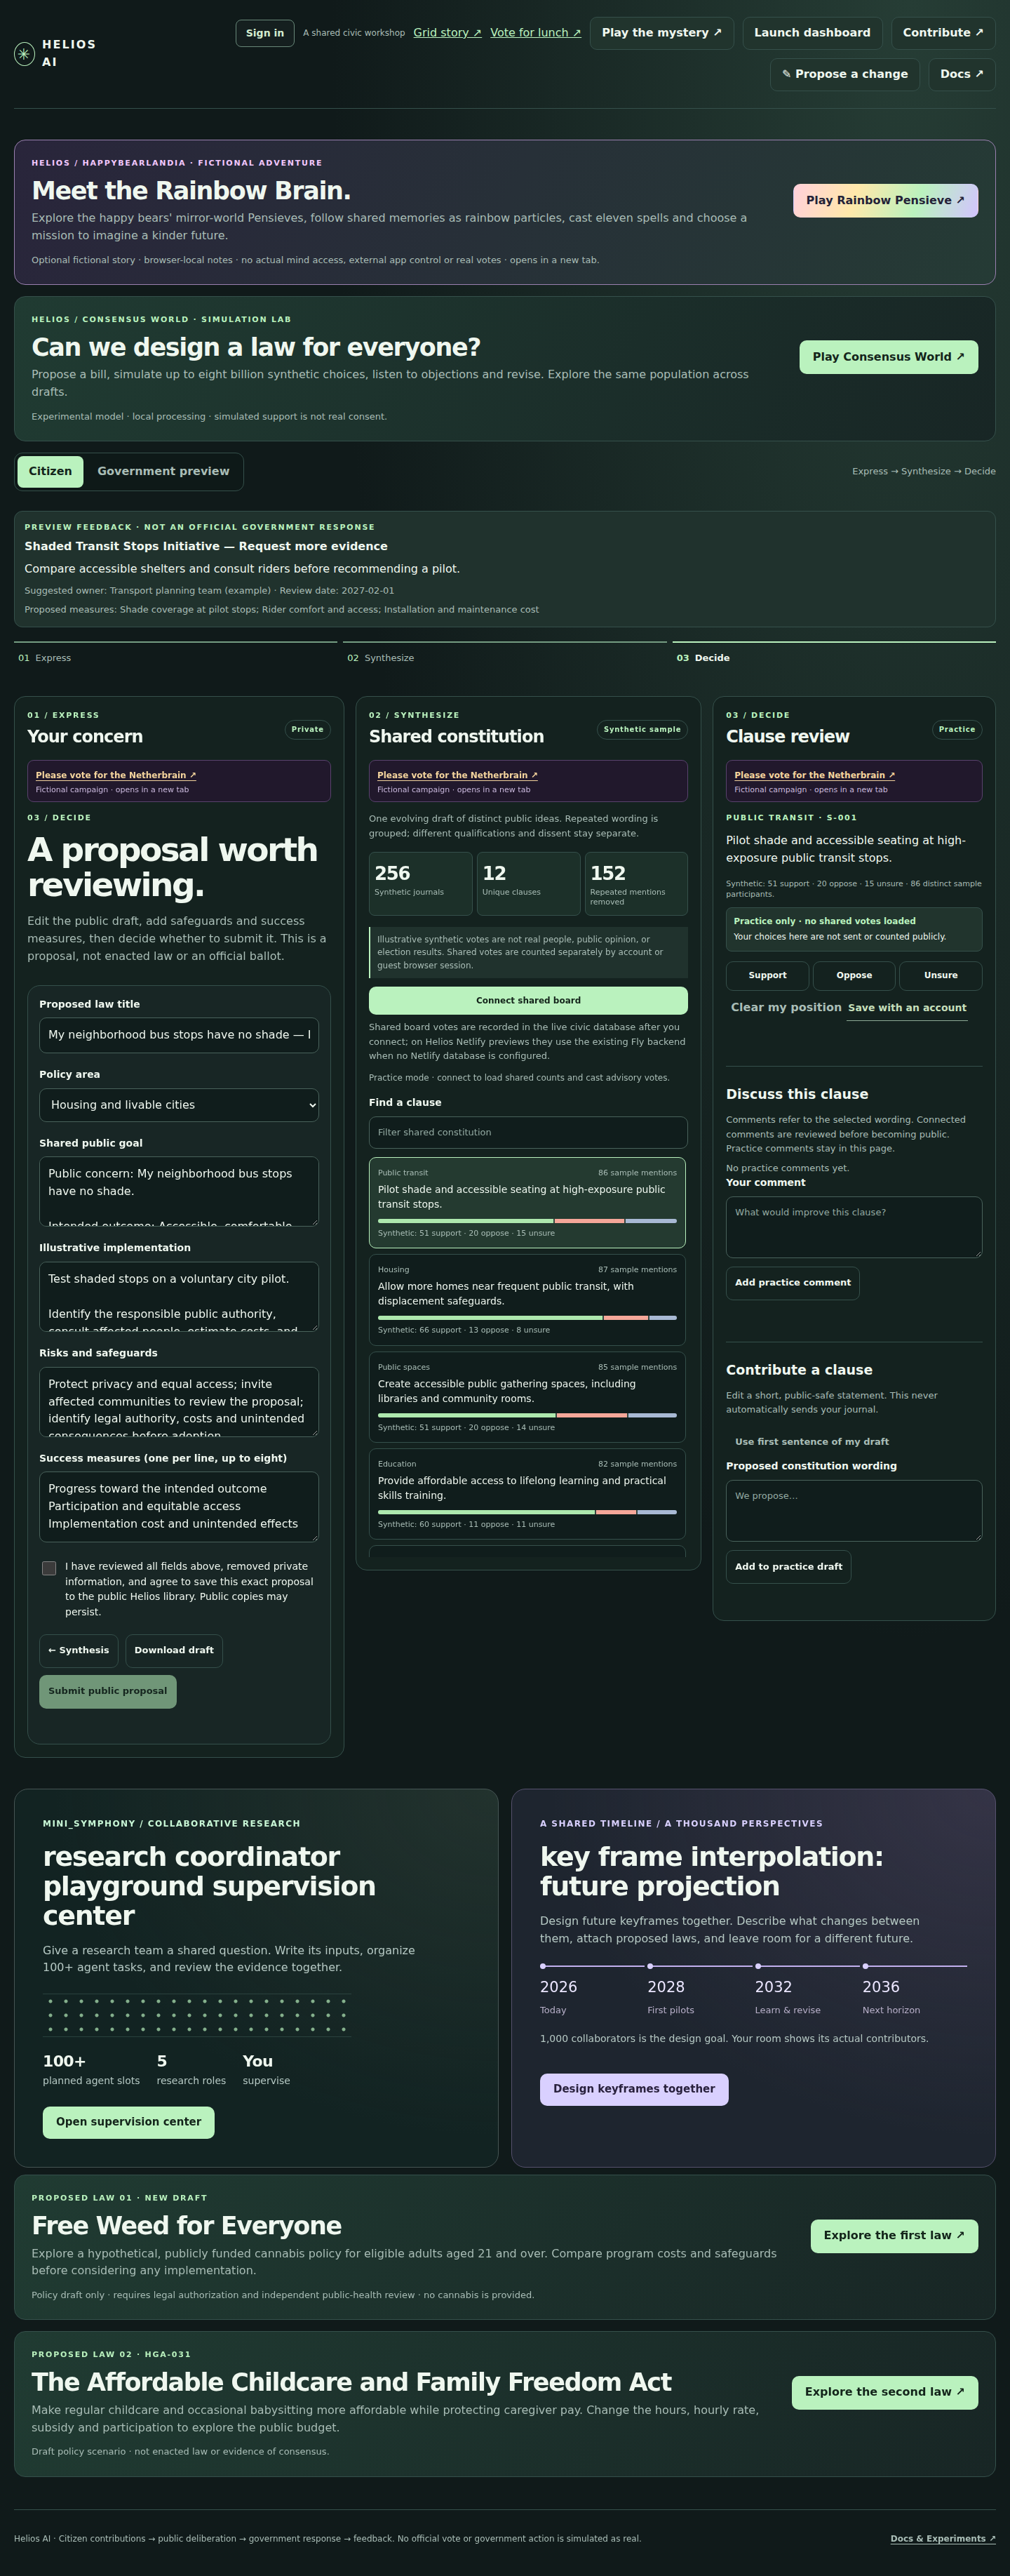 HELIOS
AI
Sign in
A shared civic workshop
Grid story ↗
Vote for lunch ↗
Play the mystery ↗
Launch dashboard
Contribute ↗
✎ Propose a change
Docs ↗
HELIOS / HAPPYBEARLANDIA · FICTIONAL ADVENTURE
Meet the Rainbow Brain.
Explore the happy bears' mirror-world Pensieves, follow shared memories as rainbow particles, cast eleven spells and choose a
mission to imagine a kinder future.
Optional fictional story · browser-local notes · no actual mind access, external app control or real votes · opens in a new tab.
Play Rainbow Pensieve ↗
HELIOS / CONSENSUS WORLD · SIMULATION LAB
Can we design a law for everyone?
Propose a bill, simulate up to eight billion synthetic choices, listen to objections and revise. Explore the same population across
drafts.
Experimental model · local processing · simulated support is not real consent.
Play Consensus World ↗
Citizen
Government preview
Express → Synthesize → Decide
PREVIEW FEEDBACK · NOT AN OFFICIAL GOVERNMENT RESPONSE
Shaded Transit Stops Initiative — Request more evidence
Compare accessible shelters and consult riders before recommending a pilot.
Suggested owner: Transport planning team (example) · Review date: 2027-02-01
Proposed measures: Shade coverage at pilot stops; Rider comfort and access; Installation and maintenance cost
01 Express
02 Synthesize
03 Decide
01 / EXPRESS
Your concern
Private
Please vote for the Netherbrain ↗
Fictional campaign · opens in a new tab
03 / DECIDE
A proposal worth
reviewing.
Edit the public draft, add safeguards and success
measures, then decide whether to submit it. This is a
proposal, not enacted law or an official ballot.
Proposed law title
My neighborhood bus stops have no shade — I
Policy area
Housing and livable cities
Shared public goal
Public concern: My neighborhood bus stops
have no shade.
Intended outcome: Accessible, comfortable
Illustrative implementation
Test shaded stops on a voluntary city pilot.
Identify the responsible public authority,
consult affected people, estimate costs, and
Risks and safeguards
Protect privacy and equal access; invite
affected communities to review the proposal;
identify legal authority, costs and unintended
consequences before adoption.
Success measures (one per line, up to eight)
Progress toward the intended outcome
Participation and equitable access
Implementation cost and unintended effects
I have reviewed all fields above, removed private
information, and agree to save this exact proposal
to the public Helios library. Public copies may
persist.
← Synthesis
Download draft
Submit public proposal
02 / SYNTHESIZE
Shared constitution
Synthetic sample
Please vote for the Netherbrain ↗
Fictional campaign · opens in a new tab
One evolving draft of distinct public ideas. Repeated wording is
grouped; different qualifications and dissent stay separate.
256
Synthetic journals
12
Unique clauses
152
Repeated mentions
removed
Illustrative synthetic votes are not real people, public opinion, or
election results. Shared votes are counted separately by account or
guest browser session.
Connect shared board
Shared board votes are recorded in the live civic database after you
connect; on Helios Netlify previews they use the existing Fly backend
when no Netlify database is configured.
Practice mode · connect to load shared counts and cast advisory votes.
Find a clause
Filter shared constitution
Public transit
86 sample mentions
Pilot shade and accessible seating at high-exposure public
transit stops.
Synthetic: 51 support · 20 oppose · 15 unsure
Housing
87 sample mentions
Allow more homes near frequent public transit, with
displacement safeguards.
Synthetic: 66 support · 13 oppose · 8 unsure
Public spaces
85 sample mentions
Create accessible public gathering spaces, including
libraries and community rooms.
Synthetic: 51 support · 20 oppose · 14 unsure
Education
82 sample mentions
Provide affordable access to lifelong learning and practical
skills training.
Synthetic: 60 support · 11 oppose · 11 unsure
03 / DECIDE
Clause review
Practice
Please vote for the Netherbrain ↗
Fictional campaign · opens in a new tab
PUBLIC TRANSIT · S-001
Pilot shade and accessible seating at high-
exposure public transit stops.
Synthetic: 51 support · 20 oppose · 15 unsure · 86 distinct sample
participants.
Practice only · no shared votes loaded
Your choices here are not sent or counted publicly.
Support
Oppose
Unsure
Clear my position
Save with an account
Discuss this clause
Comments refer to the selected wording. Connected
comments are reviewed before becoming public.
Practice comments stay in this page.
No practice comments yet.
Your comment
What would improve this clause?
Add practice comment
Contribute a clause
Edit a short, public-safe statement. This never
automatically sends your journal.
Use first sentence of my draft
Proposed constitution wording
We propose...
Add to practice draft
MINI_SYMPHONY / COLLABORATIVE RESEARCH
research coordinator
playground supervision
center
Give a research team a shared question. Write its inputs, organize
100+ agent tasks, and review the evidence together.
100+
planned agent slots
5
research roles
You
supervise
Open supervision center
A SHARED TIMELINE / A THOUSAND PERSPECTIVES
key frame interpolation:
future projection
Design future keyframes together. Describe what changes between
them, attach proposed laws, and leave room for a different future.
2026
Today
2028
First pilots
2032
Learn & revise
2036
Next horizon
1,000 collaborators is the design goal. Your room shows its actual contributors.
Design keyframes together
PROPOSED LAW 01 · NEW DRAFT
Free Weed for Everyone
Explore a hypothetical, publicly funded cannabis policy for eligible adults aged 21 and over. Compare program costs and safeguards
before considering any implementation.
Policy draft only · requires legal authorization and independent public-health review · no cannabis is provided.
Explore the first law ↗
PROPOSED LAW 02 · HGA-031
The Affordable Childcare and Family Freedom Act
Make regular childcare and occasional babysitting more affordable while protecting caregiver pay. Change the hours, hourly rate,
subsidy and participation to explore the public budget.
Draft policy scenario · not enacted law or evidence of consensus.
Explore the second law ↗
Helios AI · Citizen contributions → public deliberation → government response → feedback. No official vote or government action is simulated as real.
Docs & Experiments ↗